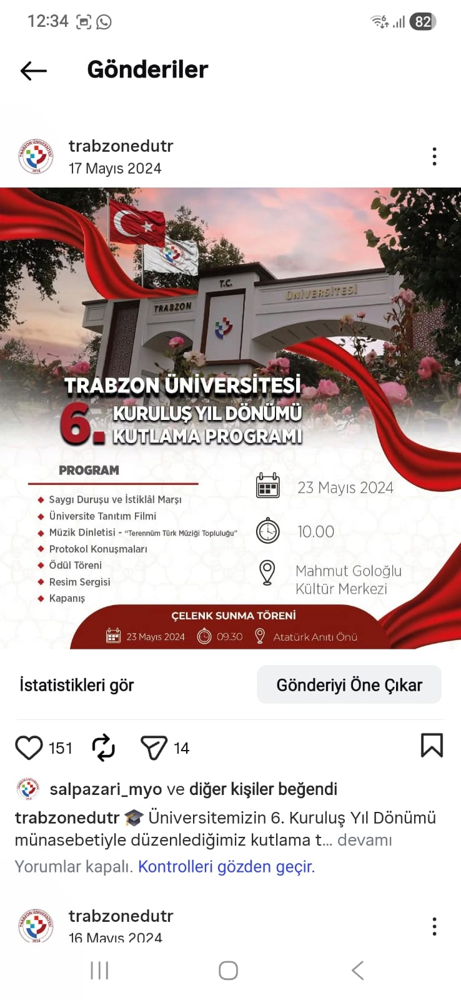 12:34
6
82
Gönderiler
trabzonedutr
17 Mayıs 2024
T.C.
TRABZON
ÜNİVERSİTESİ
TRABZON ÜNİVERSİTESİ
6. KURULUŞ YIL DÖNÜMÜ
KUTLAMA PROGRAMI
PROGRAM
Saygı Duruşu ve İstiklâl Marşı
Üniversite Tanıtım Filmi
Müzik Dinletisi - “Terennüm Türk Müziği Topluluğu”
Protokol Konuşmaları
Ödül Töreni
Resim Sergisi
Kapanış
23 Mayıs 2024
10.00
Mahmut Goloğlu
Kültür Merkezi
ÇELENK SUNMA TÖRENİ
23 Mayıs 2024 09.30 Atatürk Anıtı Önü
İstatistikleri gör
Gönderiyi Öne Çıkar
151 14
salpazari_myo ve diğer kişiler beğendi
trabzonedutr 🎓 Üniversitemizin 6. Kuruluş Yıl Dönümü
münasebetiyle düzenlediğimiz kutlama t... devamı
Yorumlar kapalı. Kontrolleri gözden geçir.
trabzonedutr
16 Mayıs 2024